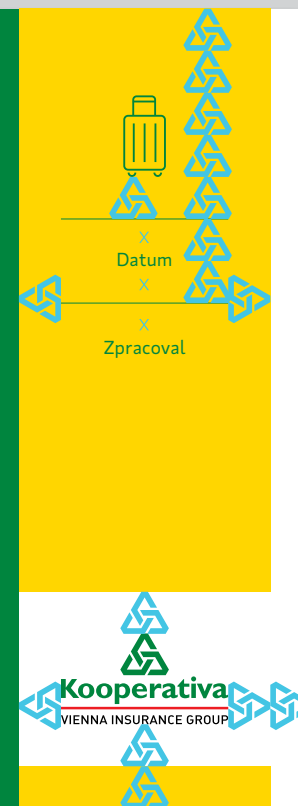 x
Datum
x
x
Zpracoval
Kooperativa
VIENNA INSURANCE GROUP